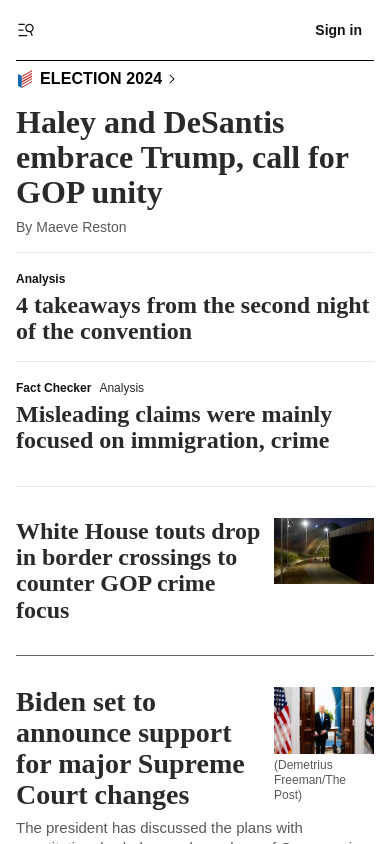 Sign in
ELECTION 2024
Haley and DeSantis
embrace Trump, call for
GOP unity
By Maeve Reston
Analysis
4 takeaways from the second night
of the convention
Fact Checker Analysis
Misleading claims were mainly
focused on immigration, crime
White House touts drop
in border crossings to
counter GOP crime
focus
Biden set to
announce support
for major Supreme
Court changes
(Demetrius
Freeman/The
Post)
The president has discussed the plans with